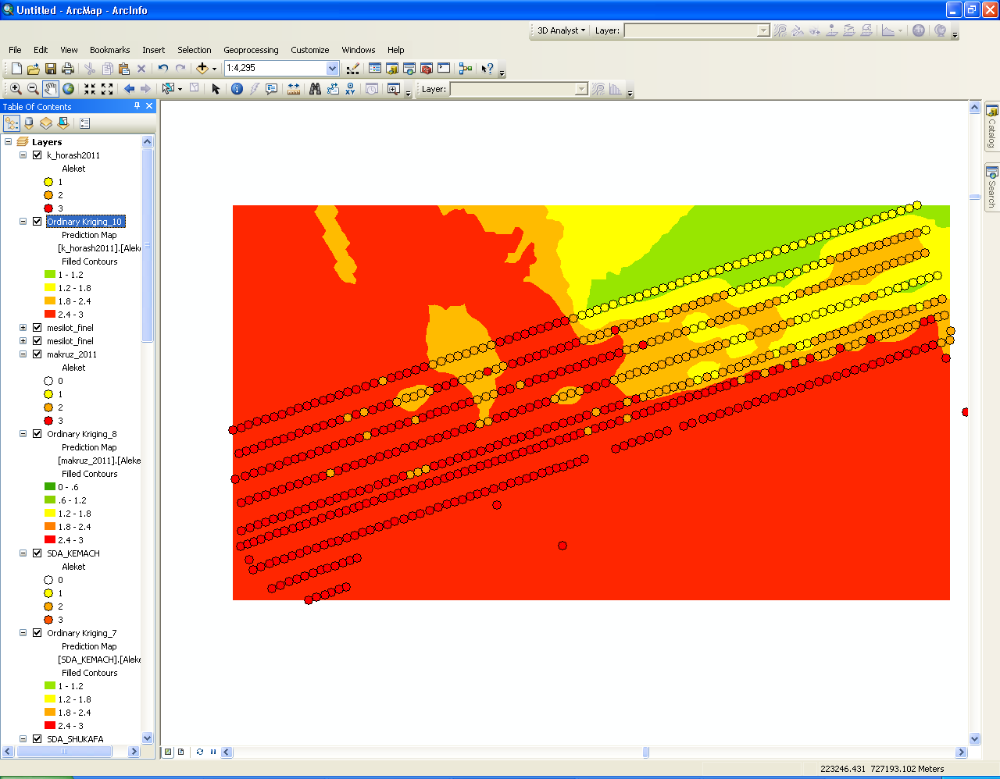 Untitled - ArcMap - ArcInfo
3D Analyst
Layer:
File Edit View Bookmarks Insert Selection Geoprocessing Customize Windows Help
1:4,295
Layer:
Table Of Contents
Layers
k_horash2011
Aleket
1
2
3
Ordinary Kriging_10
Prediction Map
[k_horash2011].[Aleke
Filled Contours
1 - 1.2
1.2 - 1.8
1.8 - 2.4
2.4 - 3
mesilot_finel
mesilot_finel
makruz_2011
Aleket
0
1
2
3
Ordinary Kriging_8
Prediction Map
[makruz_2011].[Aleke
Filled Contours
0 - .6
.6 - 1.2
1.2 - 1.8
1.8 - 2.4
2.4 - 3
SDA_KEMACH
Aleket
0
1
2
3
Ordinary Kriging_7
Prediction Map
[SDA_KEMACH].[Aleke
Filled Contours
1 - 1.2
1.2 - 1.8
1.8 - 2.4
2.4 - 3
SDA_SHUKAFA
Catalog
Search
223246.431 727193.102 Meters